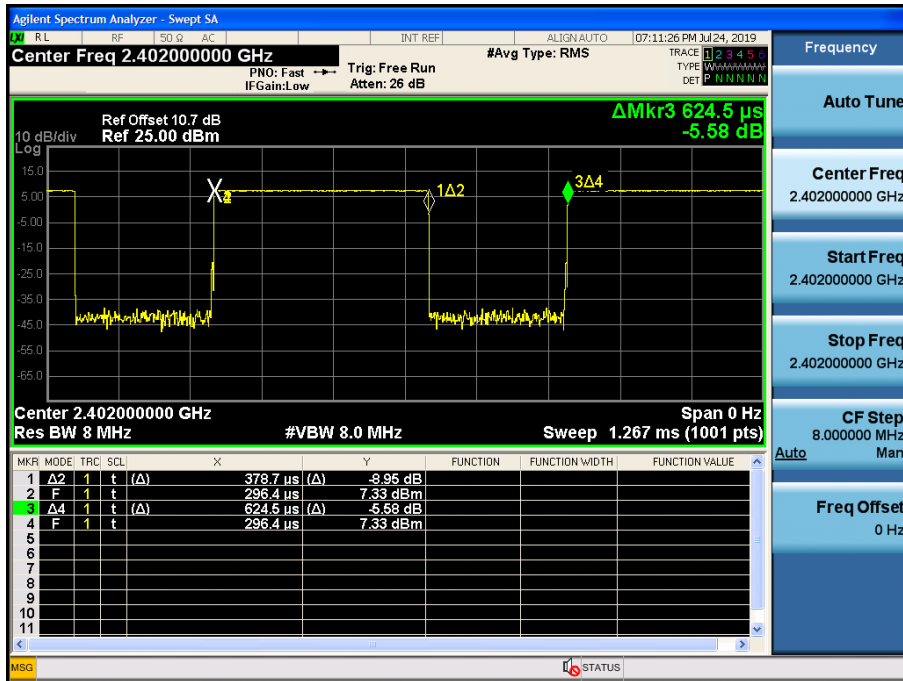 Agilent Spectrum Analyzer - Swept SA
LXI RL RF 50 Ω AC INT REF ALIGN AUTO 07:11:26 PM Jul 24, 2019
Center Freq 2.402000000 GHz #Avg Type: RMS TRACE 1 2 3 4 5 6
PNO: Fast Trig: Free Run TYPE WWWWWW
IFGain:Low Atten: 26 dB DET P N N N N N
Frequency
Auto Tune
Center Freq
2.402000000 GHz
Start Freq
2.402000000 GHz
Stop Freq
2.402000000 GHz
CF Step
8.000000 MHz
Auto Man
Freq Offset
0 Hz
ΔMkr3 624.5 µs
-5.58 dB
Ref Offset 10.7 dB
10 dB/div Ref 25.00 dBm
Log
15.0
5.00
-5.00
-15.0
-25.0
-35.0
-45.0
-55.0
-65.0
1Δ2
3Δ4
Center 2.402000000 GHz Span 0 Hz
Res BW 8 MHz #VBW 8.0 MHz Sweep 1.267 ms (1001 pts)
MKR MODE TRC SCL X Y FUNCTION FUNCTION WIDTH FUNCTION VALUE
1 Δ2 1 t (Δ) 378.7 µs (Δ) -8.95 dB
2 F 1 t 296.4 µs 7.33 dBm
3 Δ4 1 t (Δ) 624.5 µs (Δ) -5.58 dB
4 F 1 t 296.4 µs 7.33 dBm
5
6
7
8
9
10
11
MSG STATUS